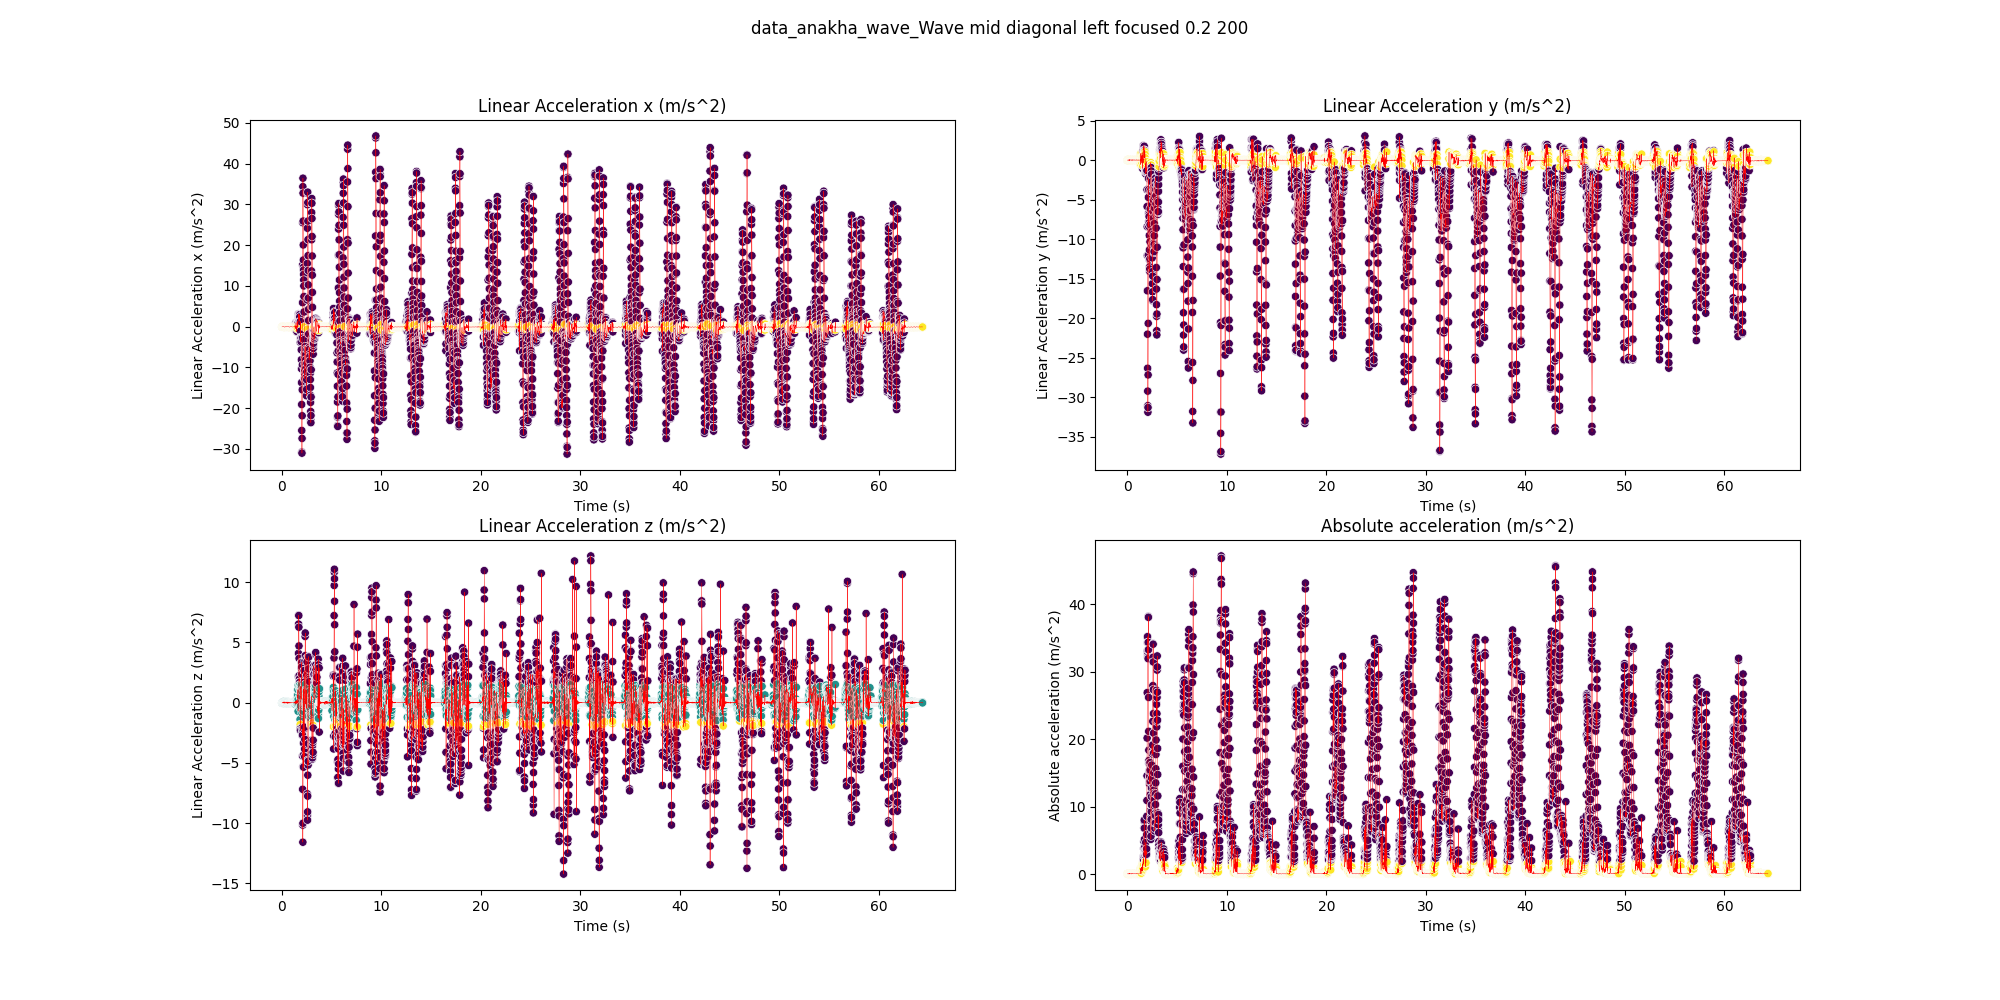 data_anakha_wave_Wave mid diagonal left focused 0.2 200
Linear Acceleration x (m/s^2)
Linear Acceleration x (m/s^2)
50
40
30
20
10
0
−10
−20
−30
0 10 20 30 40 50 60
Time (s)
Linear Acceleration y (m/s^2)
Linear Acceleration y (m/s^2)
5
0
−5
−10
−15
−20
−25
−30
−35
0 10 20 30 40 50 60
Time (s)
Linear Acceleration z (m/s^2)
Linear Acceleration z (m/s^2)
10
5
0
−5
−10
−15
0 10 20 30 40 50 60
Time (s)
Absolute acceleration (m/s^2)
Absolute acceleration (m/s^2)
40
30
20
10
0
0 10 20 30 40 50 60
Time (s)